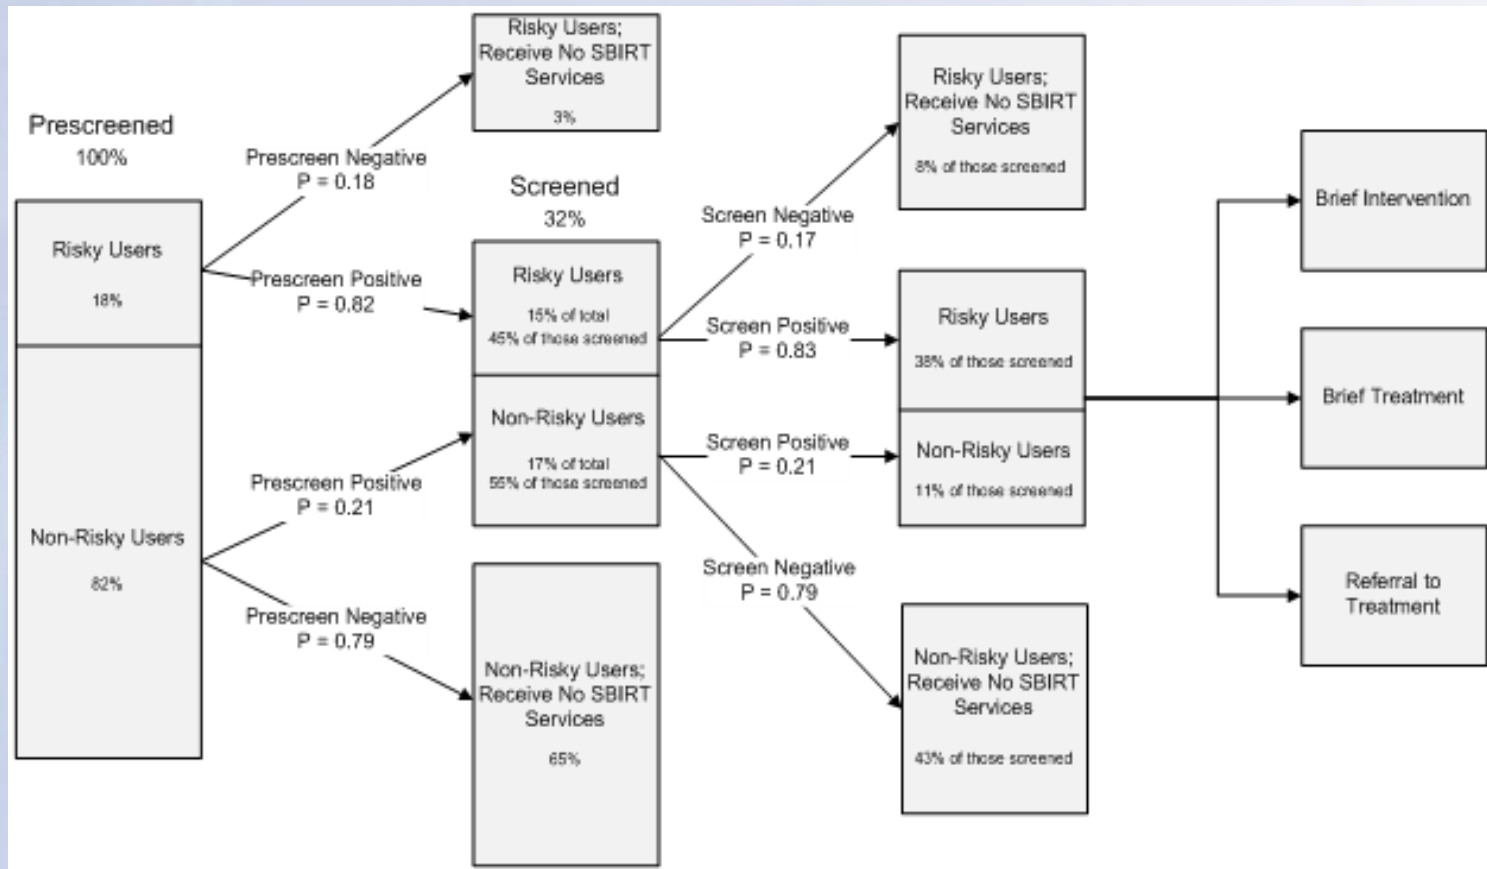 Prescreened
100%
Risky Users
18%
Non-Risky Users
82%
Prescreen Negative
P = 0.18
Prescreen Positive
P = 0.82
Prescreen Positive
P = 0.21
Prescreen Negative
P = 0.79
Risky Users;
Receive No SBIRT
Services
3%
Screened
32%
Risky Users
15% of total
45% of those screened
Non-Risky Users
17% of total
55% of those screened
Non-Risky Users;
Receive No SBIRT
Services
65%
Screen Negative
P = 0.17
Screen Positive
P = 0.83
Screen Positive
P = 0.21
Screen Negative
P = 0.79
Risky Users;
Receive No SBIRT
Services
8% of those screened
Risky Users
38% of those screened
Non-Risky Users
11% of those screened
Non-Risky Users;
Receive No SBIRT
Services
43% of those screened
Brief Intervention
Brief Treatment
Referral to
Treatment